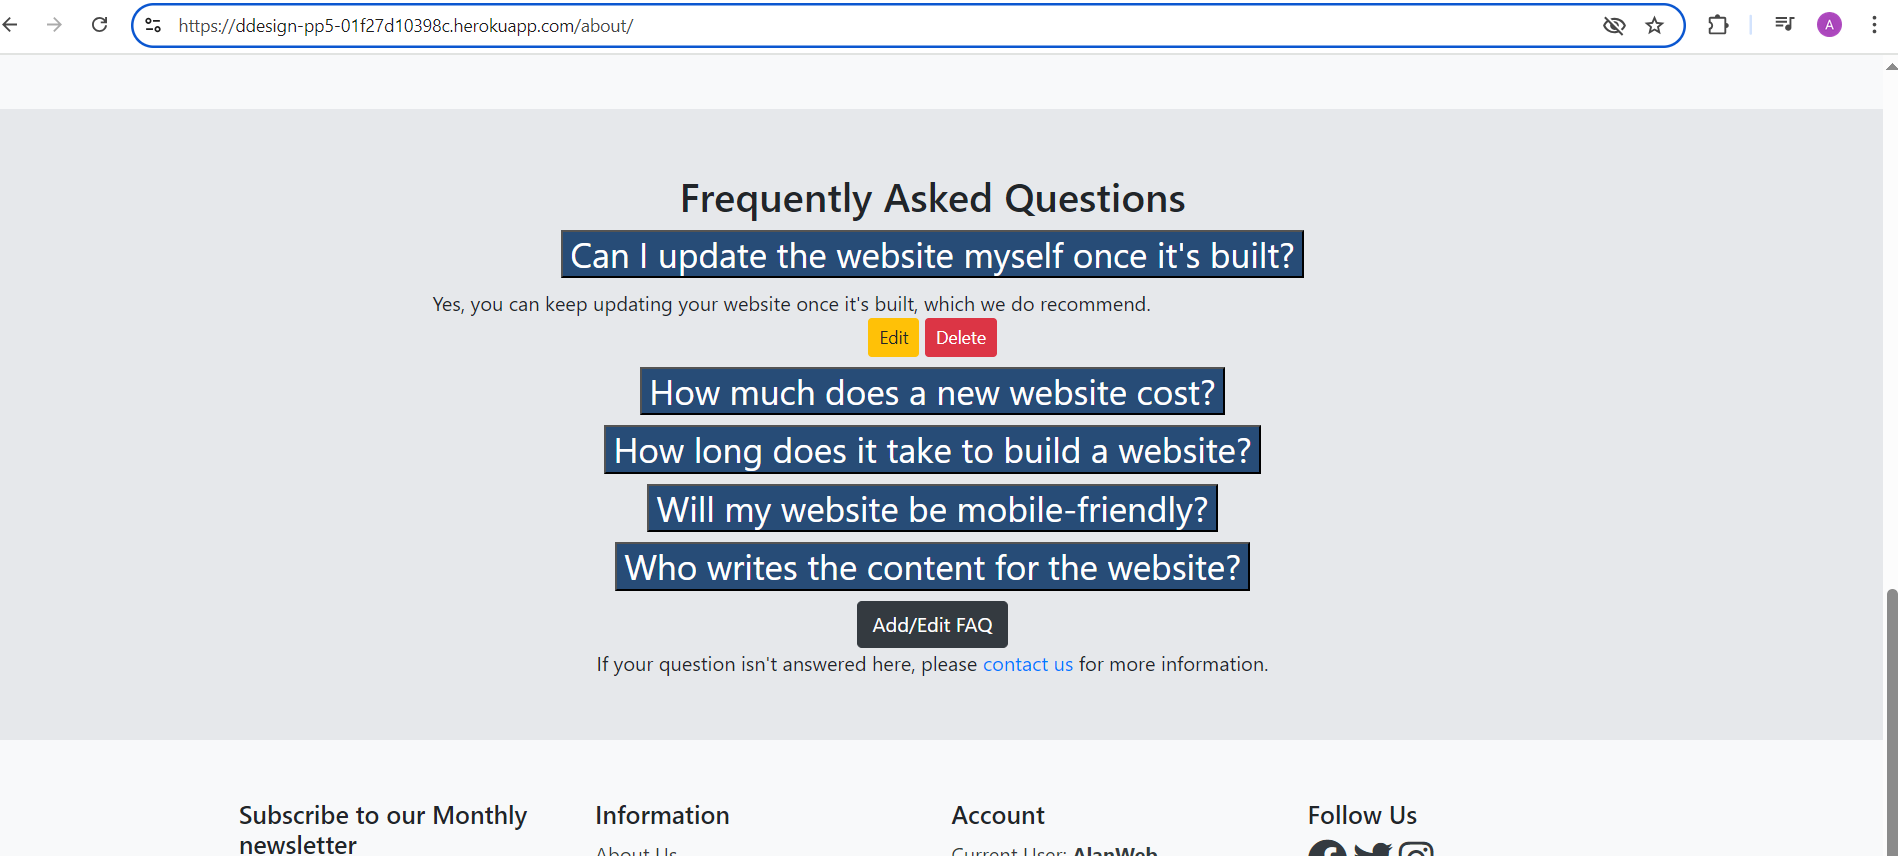 https://ddesign-pp5-01f27d10398c.herokuapp.com/about/
A
Frequently Asked Questions
Can I update the website myself once it's built?
Yes, you can keep updating your website once it's built, which we do recommend.
Edit Delete
How much does a new website cost?
How long does it take to build a website?
Will my website be mobile-friendly?
Who writes the content for the website?
Add/Edit FAQ
If your question isn't answered here, please contact us for more information.
Subscribe to our Monthly
newsletter
Information
About Us
Account
Current User: AlanWeb
Follow Us